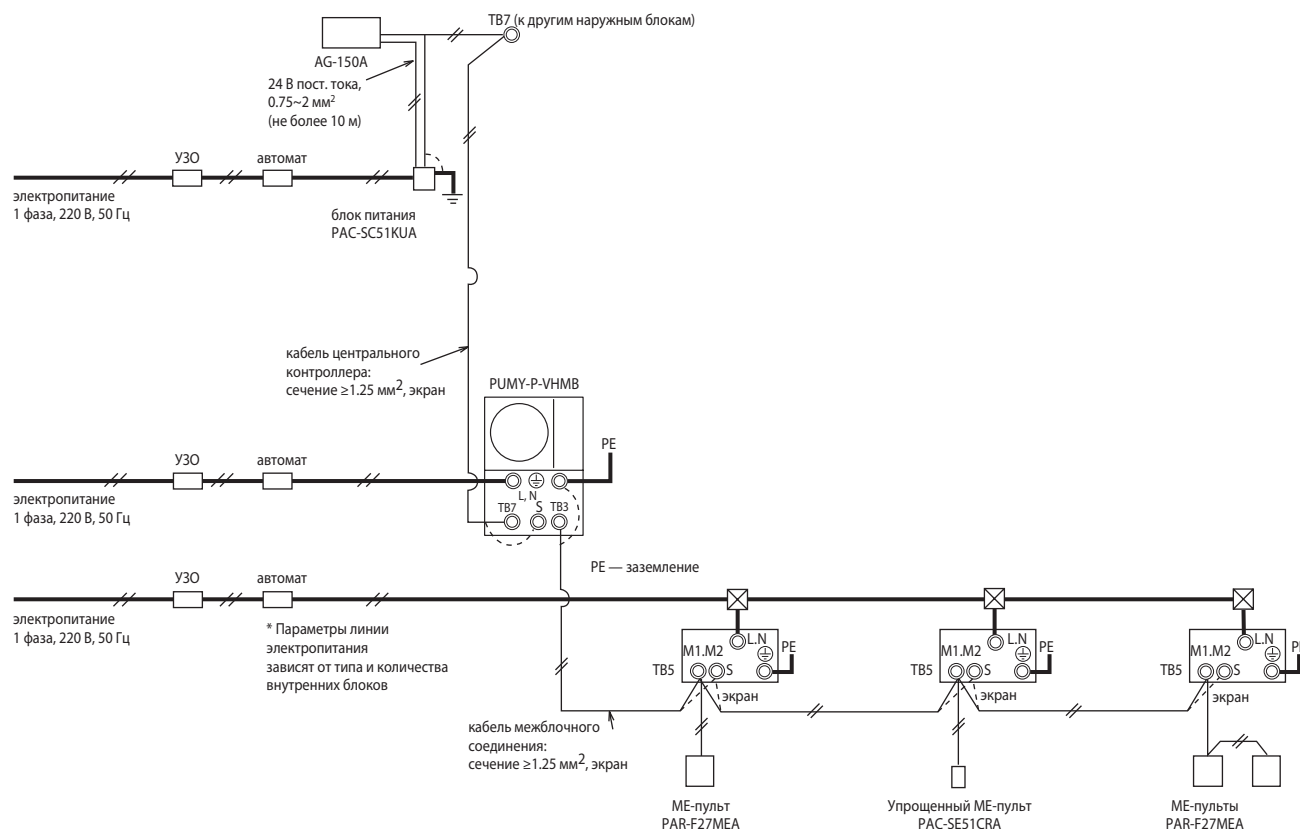 TB7 (к другим наружным блокам)
AG-150A
24 В пост. тока,
0.75~2 мм²
(не более 10 м)
УЗО
автомат
электропитание
1 фаза, 220 В, 50 Гц
блок питания
PAC-SC51KUA
кабель центрального
контроллера:
сечение ≥1.25 мм², экран
PUMY-P-VHMB
PE
УЗО
автомат
электропитание
1 фаза, 220 В, 50 Гц
L, N
TB7
S
TB3
PE — заземление
УЗО
автомат
электропитание
1 фаза, 220 В, 50 Гц
* Параметры линии
электропитания
зависят от типа и количества
внутренних блоков
L.N
M1.M2
PE
TB5
S
экран
L.N
M1.M2
PE
TB5
S
экран
L.N
M1.M2
PE
TB5
S
экран
кабель межблочного
соединения:
сечение ≥1.25 мм², экран
МЕ-пульт
PAR-F27MEA
Упрощенный МЕ-пульт
PAC-SE51CRA
МЕ-пульты
PAR-F27MEA